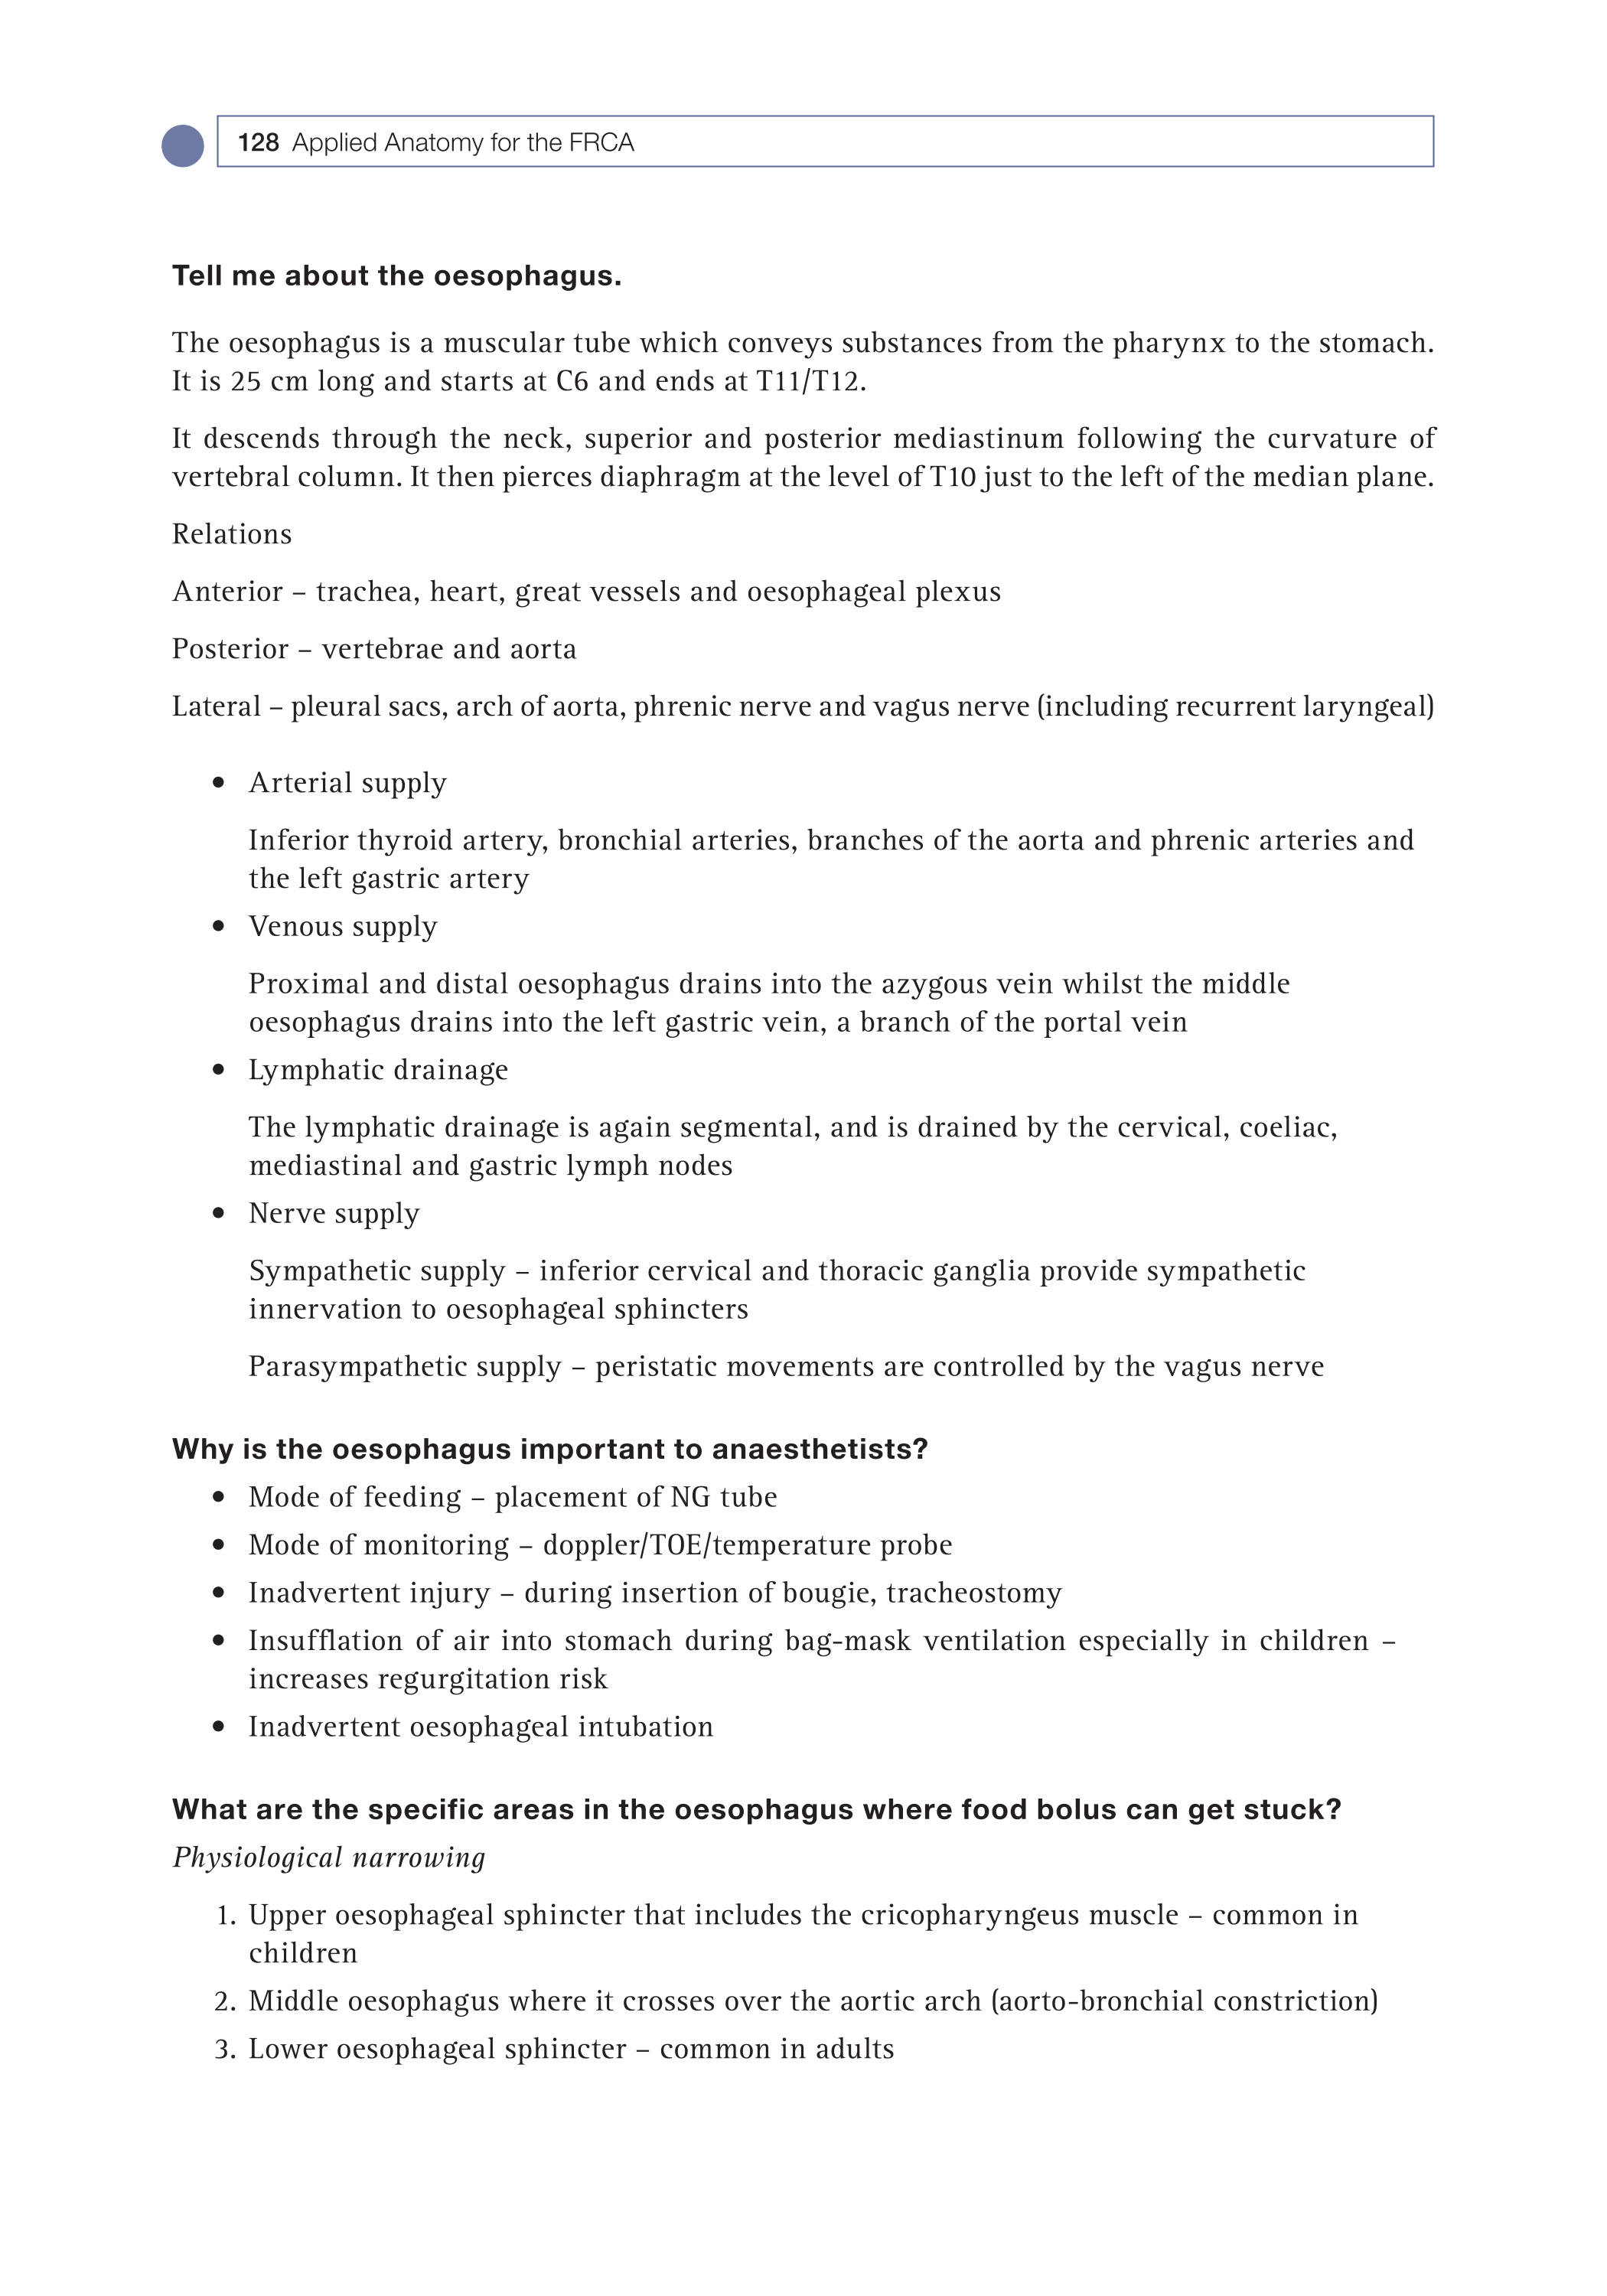 128 Applied Anatomy for the FRCA
Tell me about the oesophagus.
The oesophagus is a muscular tube which conveys substances from the pharynx to the stomach.
It is 25 cm long and starts at C6 and ends at T11/T12.
It descends through the neck, superior and posterior mediastinum following the curvature of
vertebral column. It then pierces diaphragm at the level of T10 just to the left of the median plane.
Relations
Anterior – trachea, heart, great vessels and oesophageal plexus
Posterior – vertebrae and aorta
Lateral – pleural sacs, arch of aorta, phrenic nerve and vagus nerve (including recurrent laryngeal)
• Arterial supply
Inferior thyroid artery, bronchial arteries, branches of the aorta and phrenic arteries and
the left gastric artery
• Venous supply
Proximal and distal oesophagus drains into the azygous vein whilst the middle
oesophagus drains into the left gastric vein, a branch of the portal vein
• Lymphatic drainage
The lymphatic drainage is again segmental, and is drained by the cervical, coeliac,
mediastinal and gastric lymph nodes
• Nerve supply
Sympathetic supply – inferior cervical and thoracic ganglia provide sympathetic
innervation to oesophageal sphincters
Parasympathetic supply – peristatic movements are controlled by the vagus nerve
Why is the oesophagus important to anaesthetists?
• Mode of feeding – placement of NG tube
• Mode of monitoring – doppler/TOE/temperature probe
• Inadvertent injury – during insertion of bougie, tracheostomy
• Insufflation of air into stomach during bag-mask ventilation especially in children –
increases regurgitation risk
• Inadvertent oesophageal intubation
What are the specific areas in the oesophagus where food bolus can get stuck?
Physiological narrowing
1. Upper oesophageal sphincter that includes the cricopharyngeus muscle – common in
children
2. Middle oesophagus where it crosses over the aortic arch (aorto-bronchial constriction)
3. Lower oesophageal sphincter – common in adults